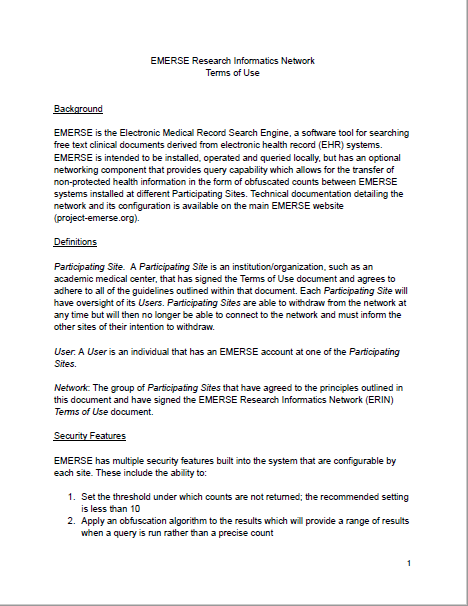 EMERSE Research Informatics Network
Terms of Use
Background
EMERSE is the Electronic Medical Record Search Engine, a software tool for searching
free text clinical documents derived from electronic health record (EHR) systems.
EMERSE is intended to be installed, operated and queried locally, but has an optional
networking component that provides query capability which allows for the transfer of
non-protected health information in the form of obfuscated counts between EMERSE
systems installed at different Participating Sites. Technical documentation detailing the
network and its configuration is available on the main EMERSE website
(project-emerse.org).
Definitions
Participating Site. A Participating Site is an institution/organization, such as an
academic medical center, that has signed the Terms of Use document and agrees to
adhere to all of the guidelines outlined within that document. Each Participating Site will
have oversight of its Users. Participating Sites are able to withdraw from the network at
any time but will then no longer be able to connect to the network and must inform the
other sites of their intention to withdraw.
User: A User is an individual that has an EMERSE account at one of the Participating
Sites.
Network: The group of Participating Sites that have agreed to the principles outlined in
this document and have signed the EMERSE Research Informatics Network (ERIN)
Terms of Use document.
Security Features
EMERSE has multiple security features built into the system that are configurable by
each site. These include the ability to:
1. Set the threshold under which counts are not returned; the recommended setting
is less than 10
2. Apply an obfuscation algorithm to the results which will provide a range of results
when a query is run rather than a precise count
1